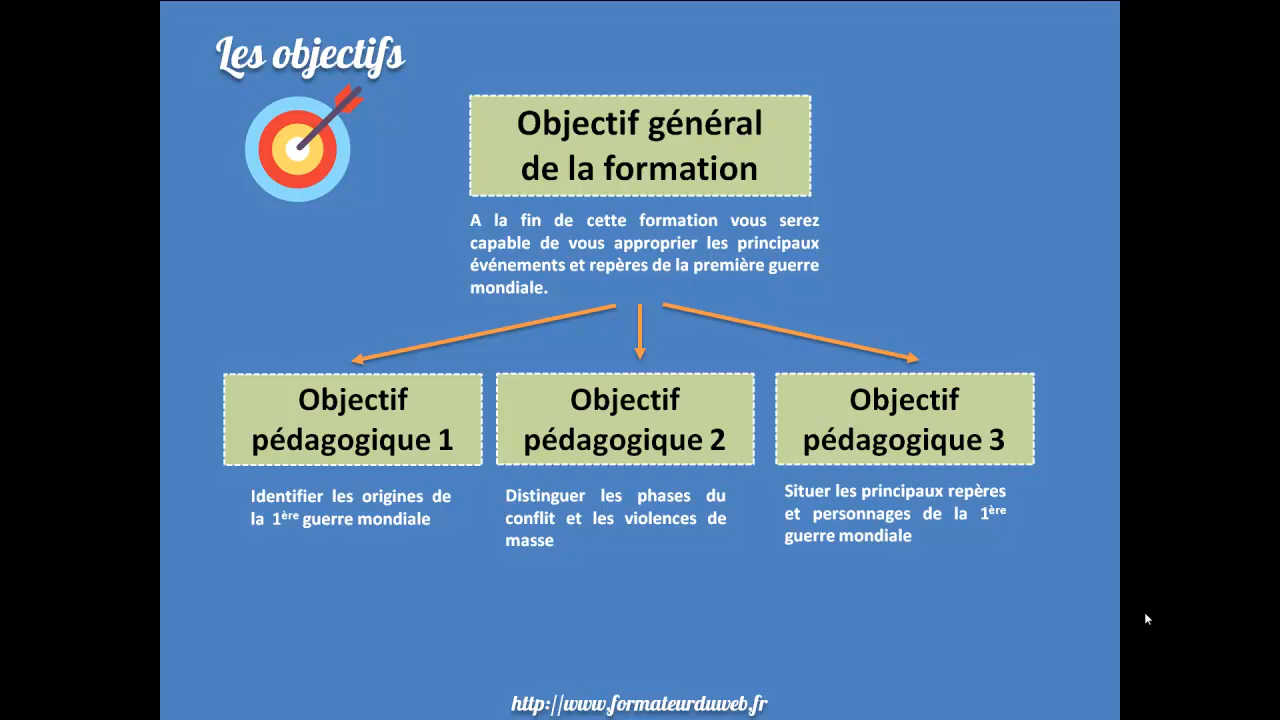 Les objectifs
Objectif général
de la formation
A la fin de cette formation vous serez
capable de vous approprier les principaux
événements et repères de la première guerre
mondiale.
Objectif
pédagogique 1
Identifier les origines de
la 1ère guerre mondiale
Objectif
pédagogique 2
Distinguer les phases du
conflit et les violences de
masse
Objectif
pédagogique 3
Situer les principaux repères
et personnages de la 1ère
guerre mondiale
http://www.formateurduweb.fr